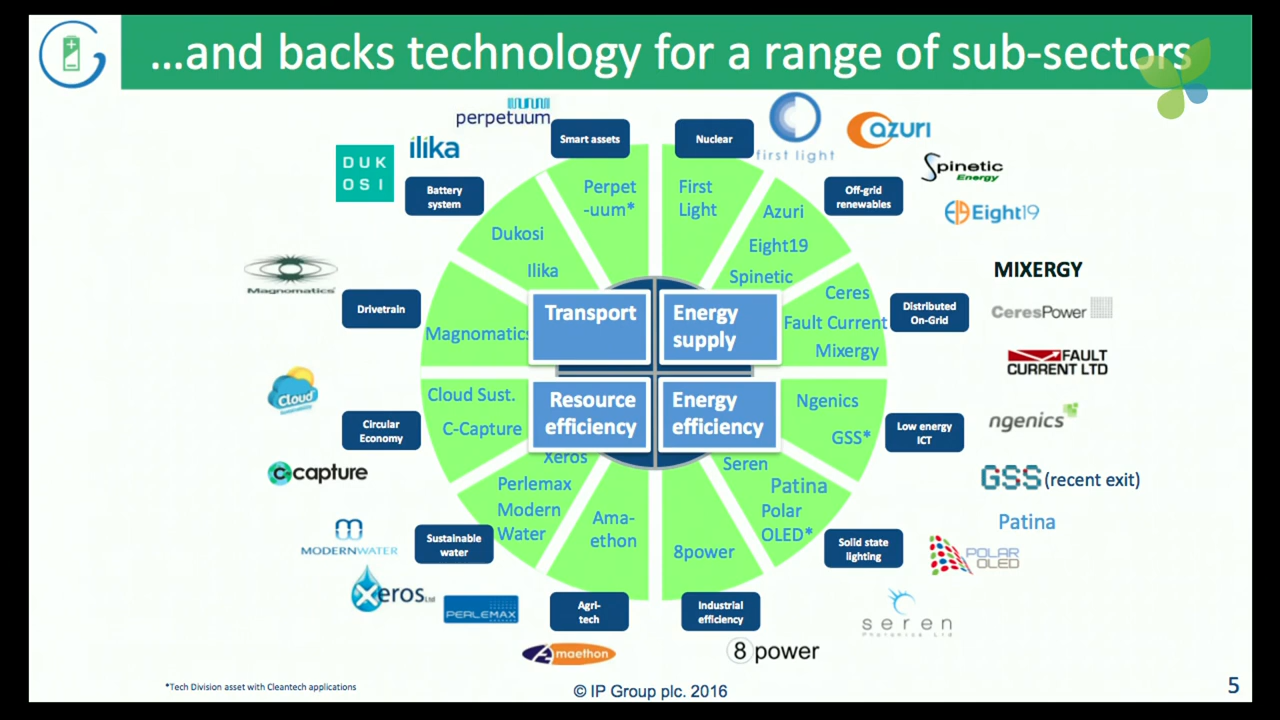 ...and backs technology for a range of sub-sectors
perpetuum
Smart assets
Nuclear
first light
azuri
ilika
DUK
OSI
Battery
system
Perpet
-uum*
First
Light
Off-grid
renewables
Spinetic
Energy
Eight19
Dukosi
Ilika
Azuri
Eight19
Spinetic
Magnomatics
Drivetrain
Magnomatics
Transport
Energy
supply
Ceres
Fault Current
Mixergy
Distributed
On-Grid
MIXERGY
CeresPower
FAULT
CURRENT LTD
Cloud
Circular
Economy
Cloud Sust.
C-Capture
Resource
efficiency
Energy
efficiency
Ngenics
GSS*
Low energy
ICT
ngenics
c-capture
GSS (recent exit)
Xeros
Perlemax
Modern
Water
Ama-
ethon
8power
Seren
Patina
Polar
OLED*
Patina
MODERNWATER
Sustainable
water
Solid state
lighting
POLAR
OLED
Xeros Ltd
PERLEMAX
Agri-
tech
Industrial
efficiency
seren
Photonics Ltd
Amaethon
8 power
*Tech Division asset with Cleantech applications
© IP Group plc. 2016
5